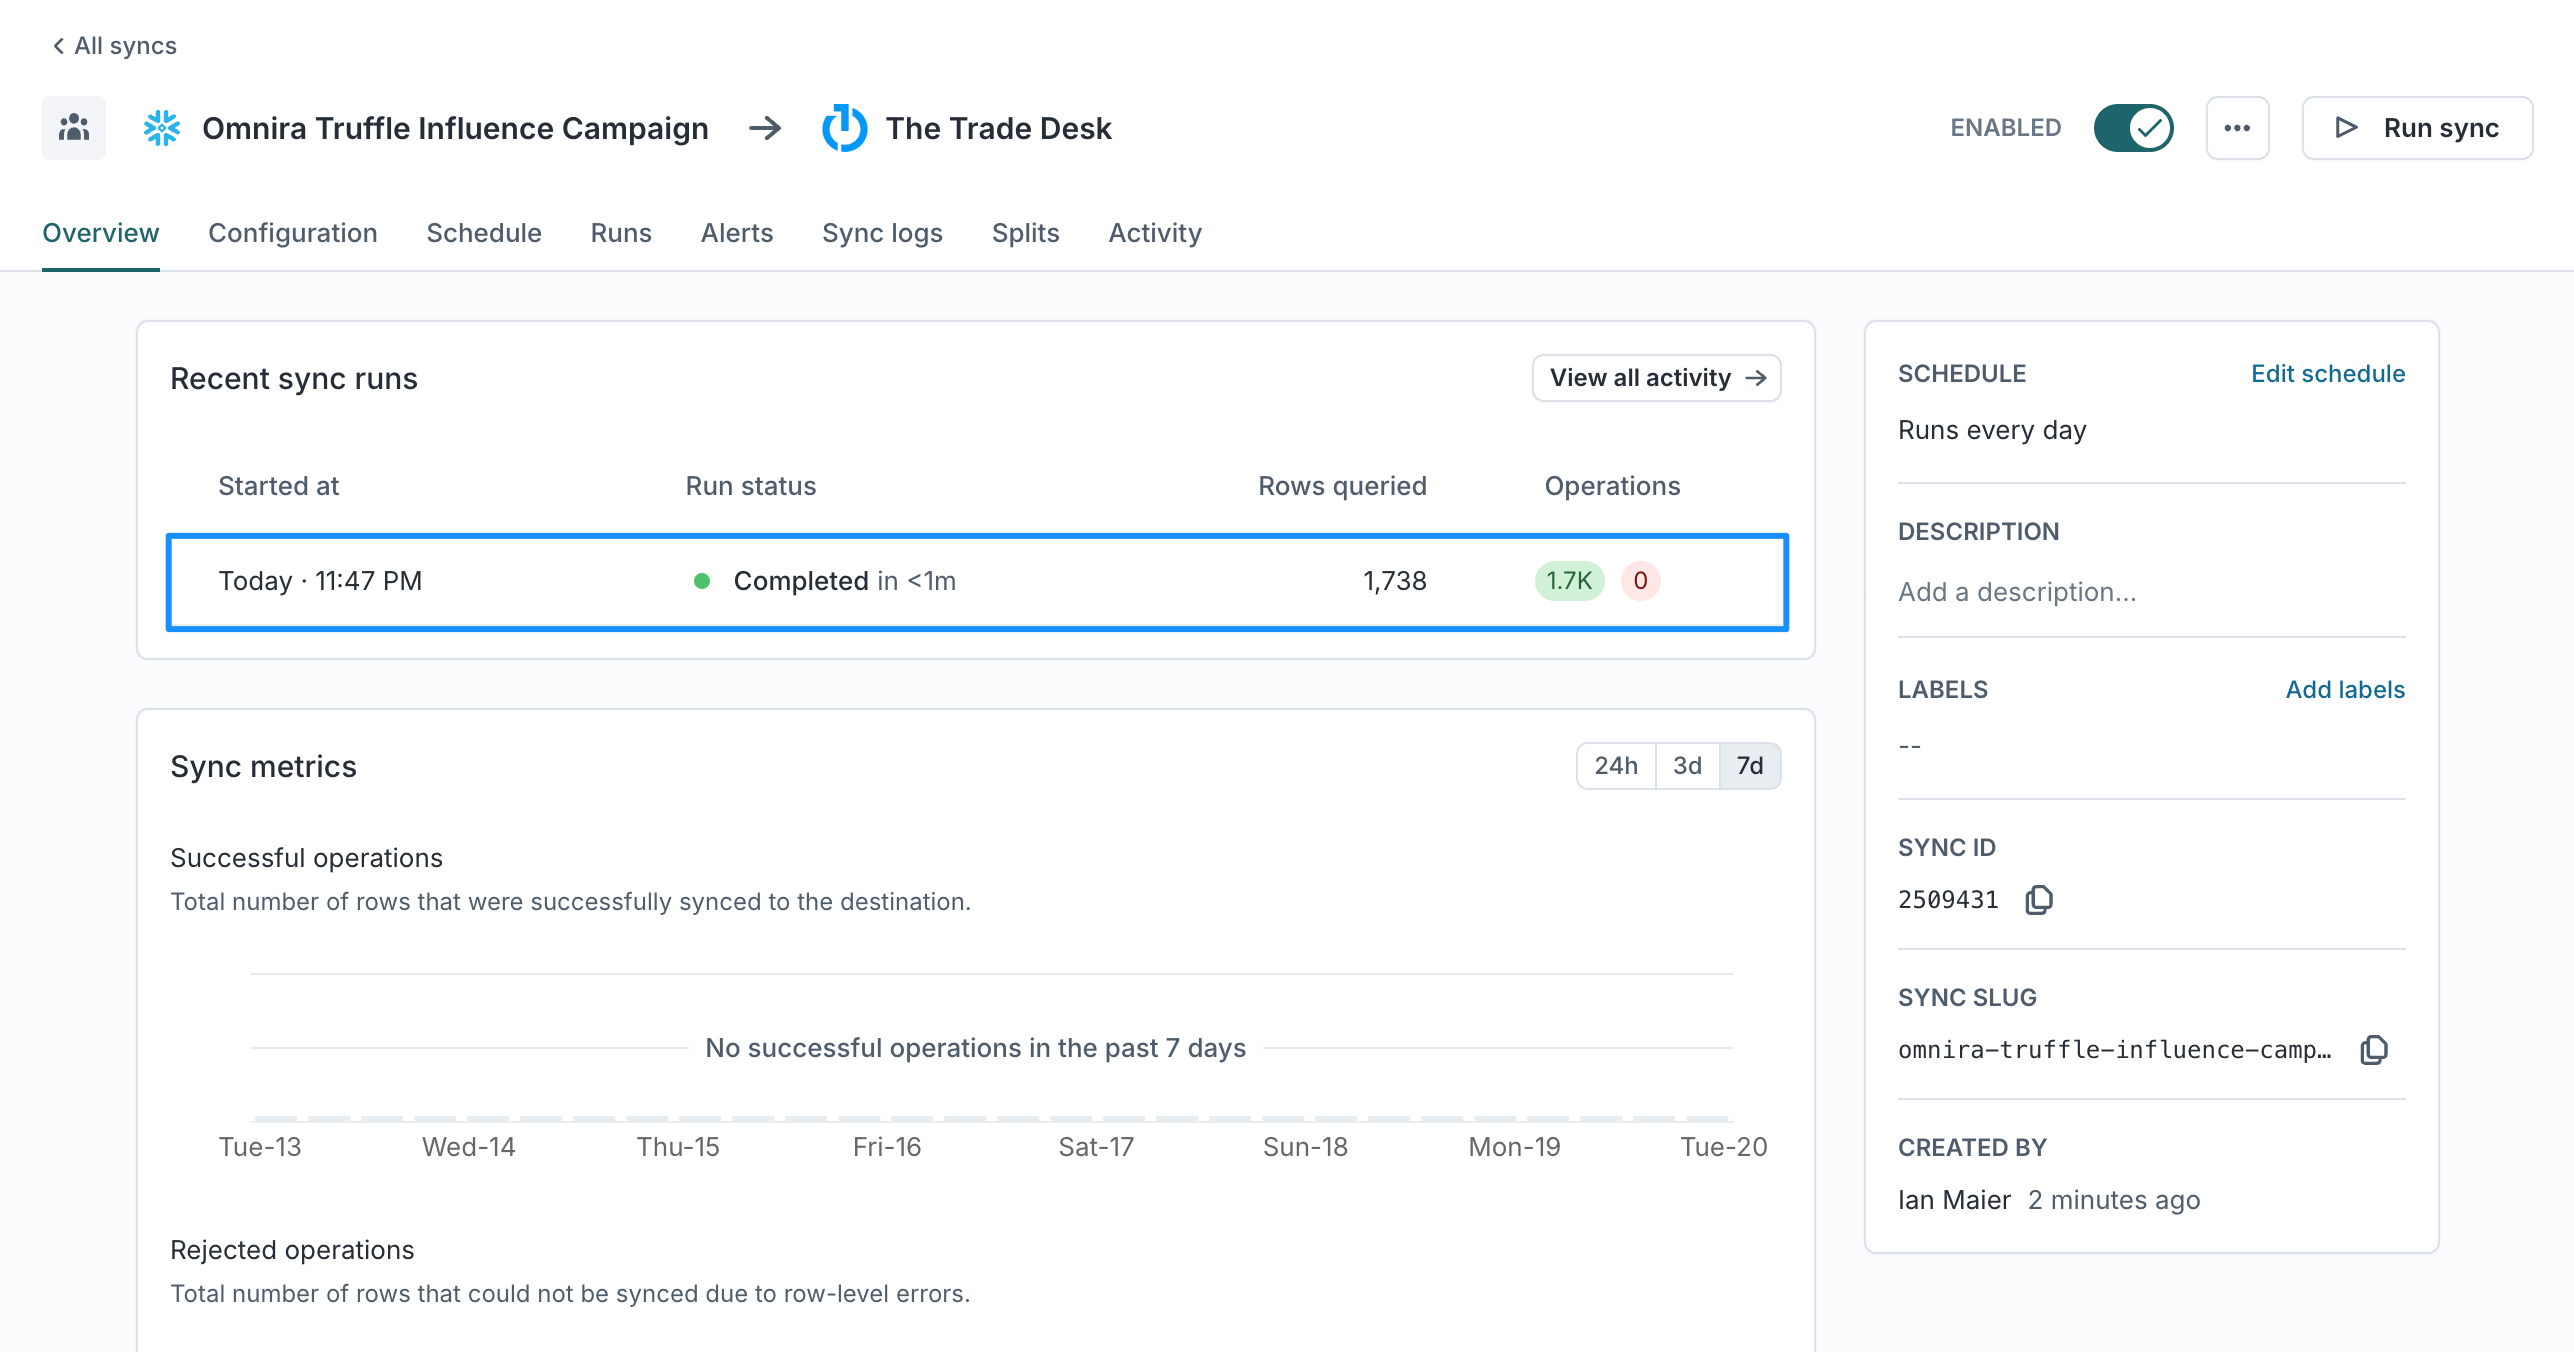 All syncs
Omnira Truffle Influence Campaign → The Trade Desk
ENABLED
Run sync
Overview Configuration Schedule Runs Alerts Sync logs Splits Activity
Recent sync runs
View all activity →
Started at Run status Rows queried Operations
Today · 11:47 PM Completed in <1m 1,738 1.7K 0
Sync metrics
24h 3d 7d
Successful operations
Total number of rows that were successfully synced to the destination.
No successful operations in the past 7 days
Tue-13 Wed-14 Thu-15 Fri-16 Sat-17 Sun-18 Mon-19 Tue-20
Rejected operations
Total number of rows that could not be synced due to row-level errors.
SCHEDULE Edit schedule
Runs every day
DESCRIPTION
Add a description...
LABELS Add labels
--
SYNC ID
2509431
SYNC SLUG
omnira-truffle-influence-camp…
CREATED BY
Ian Maier 2 minutes ago